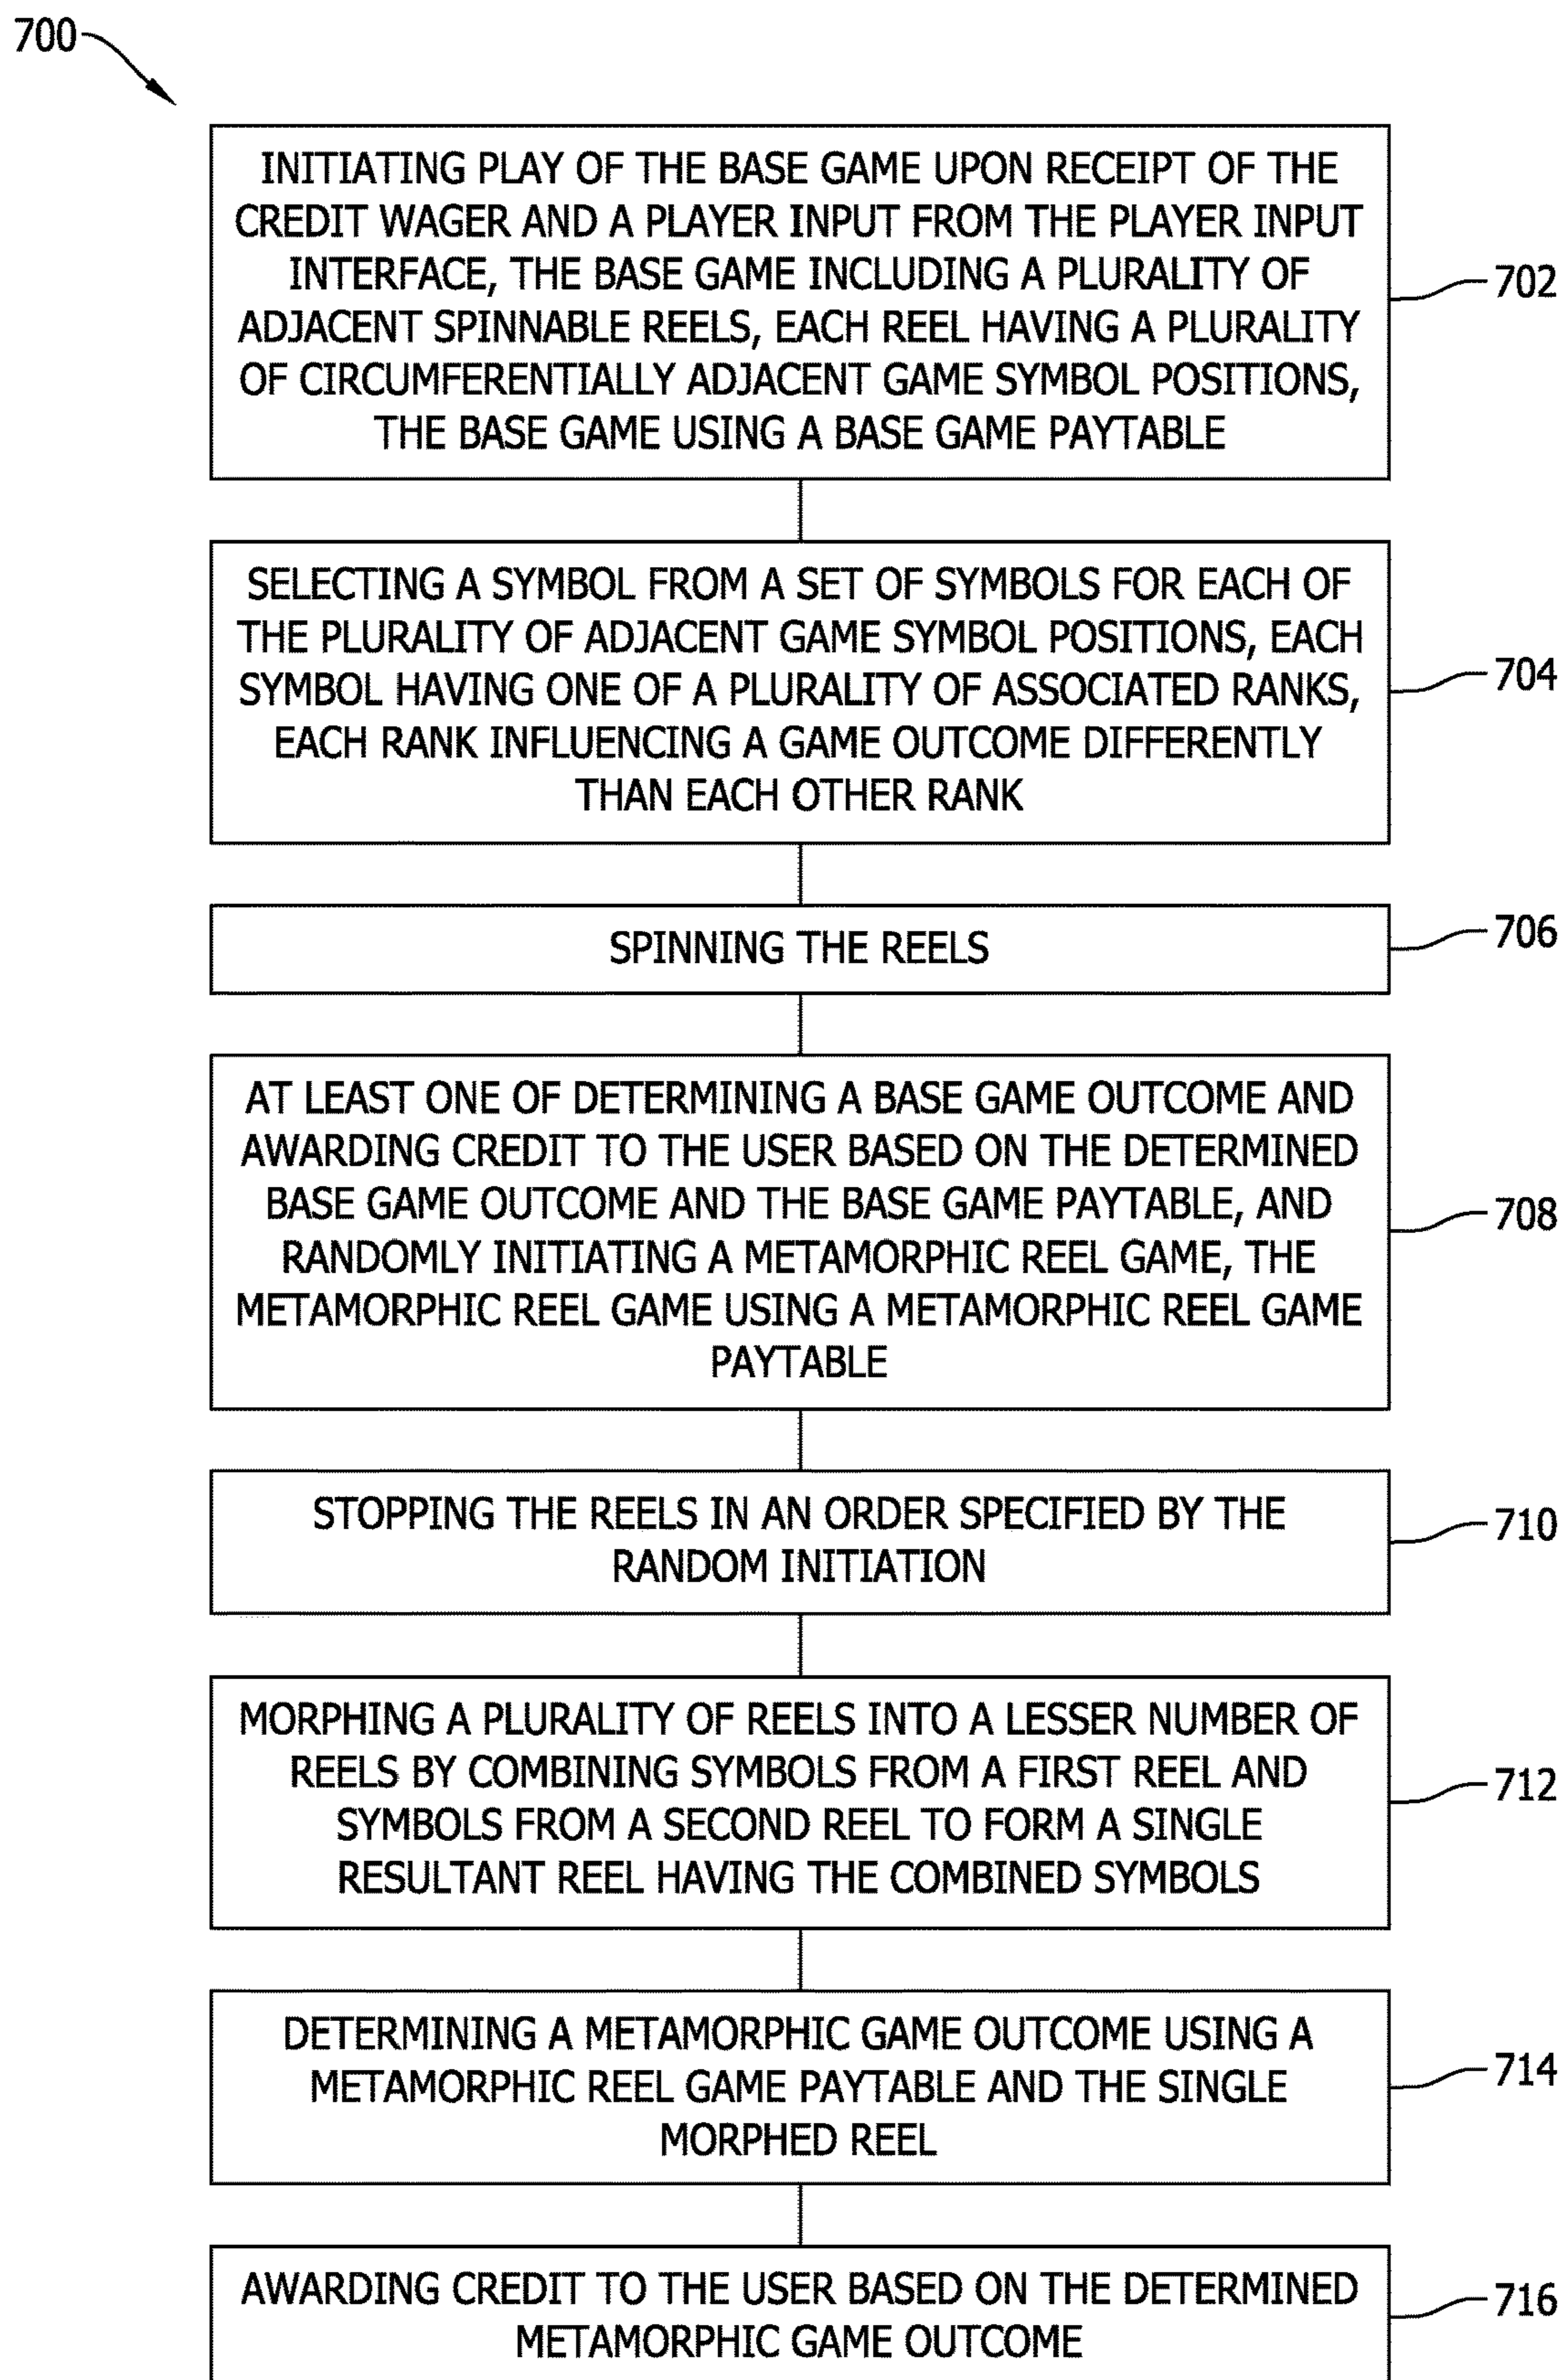 700
INITIATING PLAY OF THE BASE GAME UPON RECEIPT OF THE
CREDIT WAGER AND A PLAYER INPUT FROM THE PLAYER INPUT
INTERFACE, THE BASE GAME INCLUDING A PLURALITY OF
ADJACENT SPINNABLE REELS, EACH REEL HAVING A PLURALITY
OF CIRCUMFERENTIALLY ADJACENT GAME SYMBOL POSITIONS,
THE BASE GAME USING A BASE GAME PAYTABLE
702
SELECTING A SYMBOL FROM A SET OF SYMBOLS FOR EACH OF
THE PLURALITY OF ADJACENT GAME SYMBOL POSITIONS, EACH
SYMBOL HAVING ONE OF A PLURALITY OF ASSOCIATED RANKS,
EACH RANK INFLUENCING A GAME OUTCOME DIFFERENTLY
THAN EACH OTHER RANK
704
SPINNING THE REELS
706
AT LEAST ONE OF DETERMINING A BASE GAME OUTCOME AND
AWARDING CREDIT TO THE USER BASED ON THE DETERMINED
BASE GAME OUTCOME AND THE BASE GAME PAYTABLE, AND
RANDOMLY INITIATING A METAMORPHIC REEL GAME, THE
METAMORPHIC REEL GAME USING A METAMORPHIC REEL GAME
PAYTABLE
708
STOPPING THE REELS IN AN ORDER SPECIFIED BY THE
RANDOM INITIATION
710
MORPHING A PLURALITY OF REELS INTO A LESSER NUMBER OF
REELS BY COMBINING SYMBOLS FROM A FIRST REEL AND
SYMBOLS FROM A SECOND REEL TO FORM A SINGLE
RESULTANT REEL HAVING THE COMBINED SYMBOLS
712
DETERMINING A METAMORPHIC GAME OUTCOME USING A
METAMORPHIC REEL GAME PAYTABLE AND THE SINGLE
MORPHED REEL
714
AWARDING CREDIT TO THE USER BASED ON THE DETERMINED
METAMORPHIC GAME OUTCOME
716